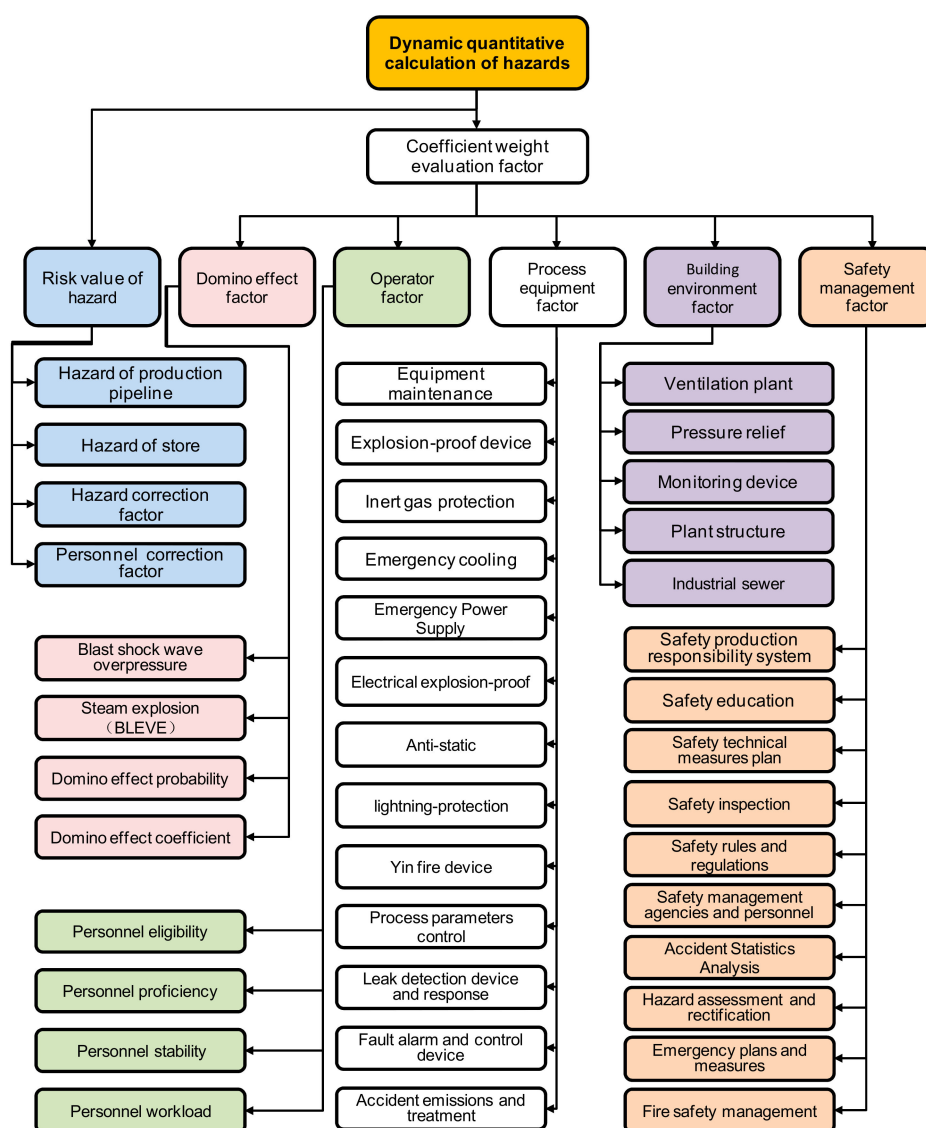 Dynamic quantitative
calculation of hazards
Coefficient weight
evaluation factor
Risk value of
hazard
Domino effect
factor
Operator
factor
Process
equipment
factor
Building
environment
factor
Safety
management
factor
Hazard of production
pipeline
Hazard of store
Hazard correction
factor
Personnel correction
factor
Blast shock wave
overpressure
Steam explosion
（BLEVE）
Domino effect probability
Domino effect coefficient
Personnel eligibility
Personnel proficiency
Personnel stability
Personnel workload
Equipment
maintenance
Explosion-proof device
Inert gas protection
Emergency cooling
Emergency Power
Supply
Electrical explosion-proof
Anti-static
lightning-protection
Yin fire device
Process parameters
control
Leak detection device
and response
Fault alarm and control
device
Accident emissions and
treatment
Ventilation plant
Pressure relief
Monitoring device
Plant structure
Industrial sewer
Safety production
responsibility system
Safety education
Safety technical
measures plan
Safety inspection
Safety rules and
regulations
Safety management
agencies and personnel
Accident Statistics
Analysis
Hazard assessment and
rectification
Emergency plans and
measures
Fire safety management